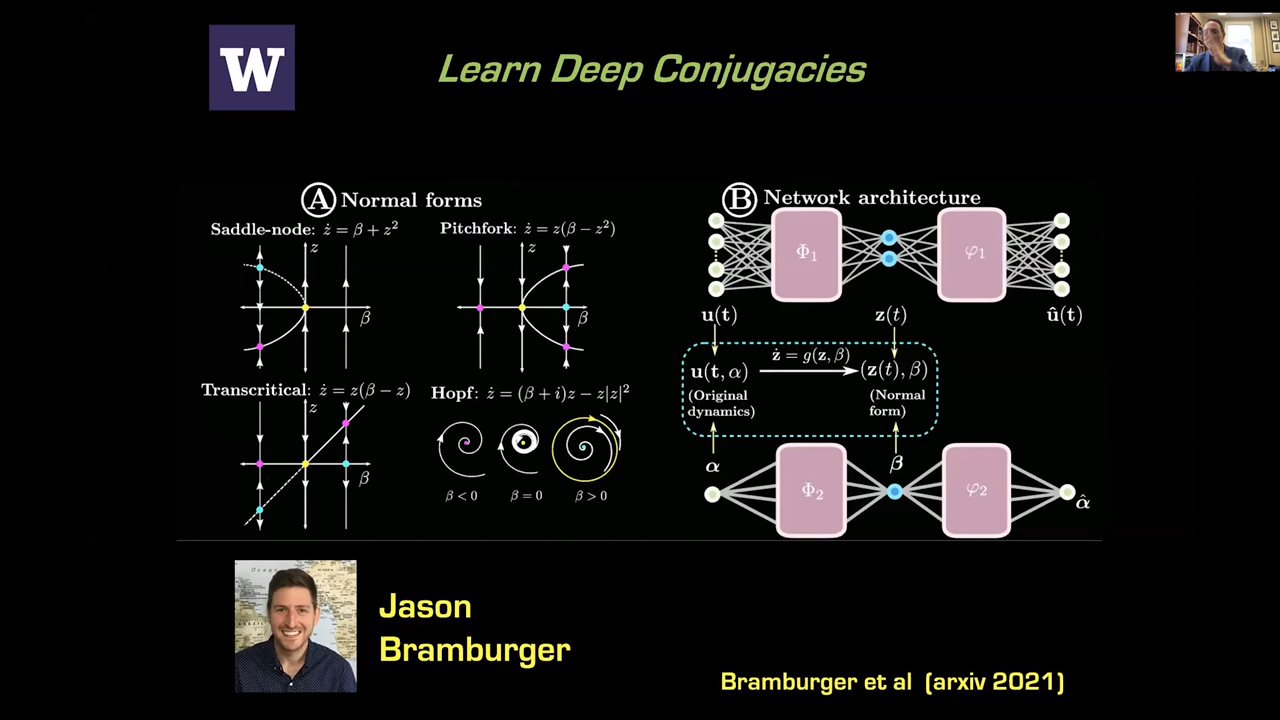 W
Learn Deep Conjugacies
A Normal forms
Saddle-node: ż = β + z²
Pitchfork: ż = z(β − z²)
z
β
z
β
Transcritical: ż = z(β − z)
Hopf: ż = (β + i)z − z|z|²
z
β
β < 0
β = 0
β > 0
B Network architecture
Φ₁
φ₁
u(t)
z(t)
û(t)
ż = g(z, β)
u(t, α)
(z(t), β)
(Original
dynamics)
(Normal
form)
α
β
Φ₂
φ₂
α̂
Jason
Bramburger
Bramburger et al (arxiv 2021)